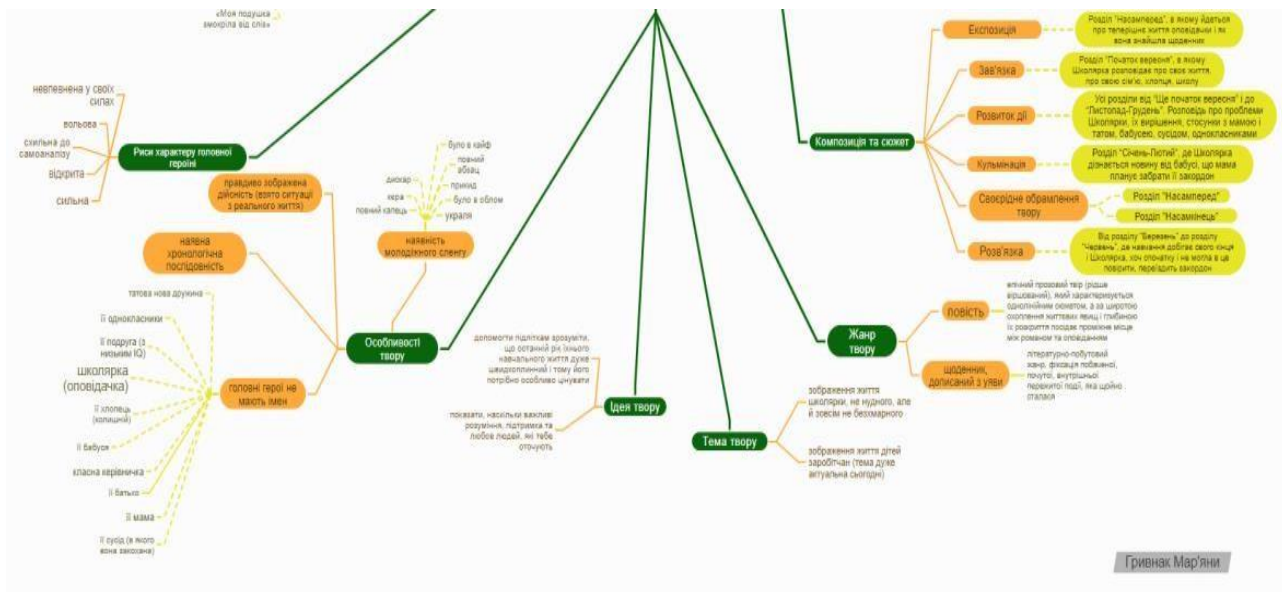 «Моя подушка
змокріла від слів»
невпевнена у своїх
силах
вольова
схильна до
самоаналізу
відкрита
сильна
Риси характеру головної
героїні
правдиво зображена
дійсність (взято ситуації
з реального життя)
наявна
хронологічна
послідовність
дискар
хера
повний капець
було в кайф
повний
абзац
прикид
було в облом
украля
наявність
молодіжного сленгу
татова нова дружина
її однокласники
її подруга (з
низьким IQ)
школярка
(оповідачка)
її хлопець
(колишній)
її бабуся
класна керівничка
її батько
її мама
її сусід (в якого
вона закохана)
головні герої не
мають імен
Особливості
твору
допомогти підліткам зрозуміти,
що останній рік їхнього
навчального життя дуже
швидкоплинний і тому його
потрібно особливо цінувати
показати, наскільки важливі
розуміння, підтримка та
любов людей, які тебе
оточують
Ідея твору
Тема твору
зображення життя
школярки, не нудного, але
й зовсім не безхмарного
зображення життя дітей
заробітчан (тема дуже
актуальна сьогодні)
Жанр
твору
повість
епічний прозовий твір (рідше
віршований), який характеризується
однолінійним сюжетом, а за широтою
охоплення життєвих явищ і глибиною
їх розкриття посідає проміжне місце
між романом та оповіданням
щоденник,
дописаний з уяви
літературно-побутовий
жанр, фіксація побаченої,
почутої, внутрішньої
пережитої події, яка щойно
сталася
Композиція та сюжет
Експозиція
Розділ "Насамперед", в якому йдеться
про теперішнє життя оповідачки і як
вона знайшла щоденник
Зав'язка
Розділ "Початок вересня", в якому
Школярка розповідає про своє життя,
про свою сім'ю, хлопця, школу
Розвиток дії
Усі розділи від "Ще початок вересня" і до
"Листопад-Грудень". Розповідь про проблеми
Школярки, їх вирішення, стосунки з мамою і
татом, бабусею, сусідом, однокласниками
Кульмінація
Розділ "Січень-Лютий", де Школярка
дізнається новину від бабусі, що мама
планує забрати її закордон
Своєрідне обрамлення
твору
Розділ "Насамперед"
Розділ "Насамкінець"
Розв'язка
Від розділу "Березень" до розділу
"Червень", де навчання добігає свого кінця
і Школярка, хоч спочатку і не могла в це
повірити, переїздить закордон
Гривнак Мар'яни